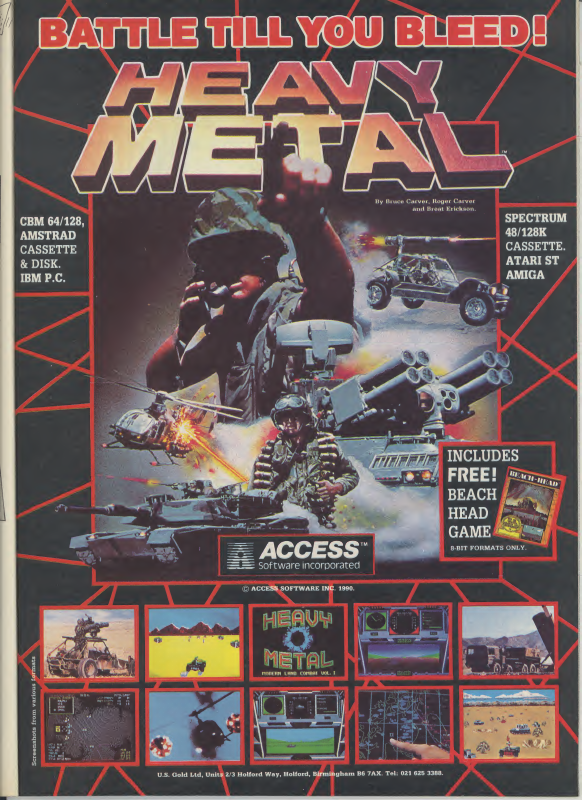 BATTLE TILL YOU BLEED!
HEAVY
METAL™
By Bruce Carver, Roger Carver
and Brent Erickson.
CBM 64/128,
AMSTRAD
CASSETTE
& DISK.
IBM P.C.
SPECTRUM
48/128K
CASSETTE.
ATARI ST
AMIGA
INCLUDES
FREE!
BEACH
HEAD
GAME
8-BIT FORMATS ONLY.
BEACH-HEAD
ACCESS™
Software incorporated
© ACCESS SOFTWARE INC. 1990.
HEAVY
METAL
MODERN LAND COMBAT VOL. 1
Screenshots from various formats
U.S. Gold Ltd, Units 2/3 Holford Way, Holford, Birmingham B6 7AX. Tel: 021 625 3388.